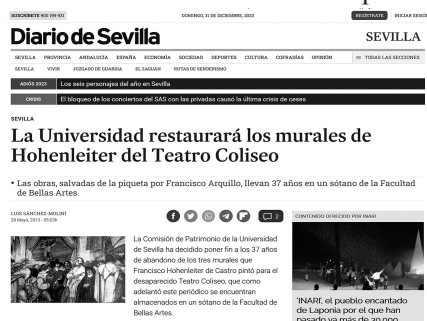 SUSCRÍBETE 900 199 931
DOMINGO, 31 DE DICIEMBRE, 2023
REGÍSTRATE
INICIAR SESIÓ
Diario de Sevilla
SEVILLA
SEVILLA PROVINCIA ANDALUCÍA ESPAÑA ECONOMÍA SOCIEDAD DEPORTES CULTURA COFRADÍAS OPINIÓN TODAS LAS SECCIONES
SEVILLA VIVIR JUZGADO DE GUARDIA EL ZAGUÁN RUTAS DE SENDERISMO
ADIÓS 2023 Los seis personajes del año en Sevilla
CRISIS El bloqueo de los conciertos del SAS con las privadas causó la última crisis de ceses
SEVILLA
La Universidad restaurará los murales de
Hohenleiter del Teatro Coliseo
• Las obras, salvadas de la piqueta por Francisco Arquillo, llevan 37 años en un sótano de la Facultad
de Bellas Artes.
LUIS SÁNCHEZ-MOLINÍ
28 Mayo, 2013 - 05:03h
2
CONTENIDO OFRECIDO POR INARI
La Comisión de Patrimonio de la Universidad
de Sevilla ha decidido poner fin a los 37 años
de abandono de los tres murales que
Francisco Hohenleiter de Castro pintó para el
desaparecido Teatro Coliseo, que como
adelantó este periódico se encuentran
almacenados en un sótano de la Facultad de
Bellas Artes.
'INARI', el pueblo encantado
de Laponia por el que han
pasado ya más de 20.000